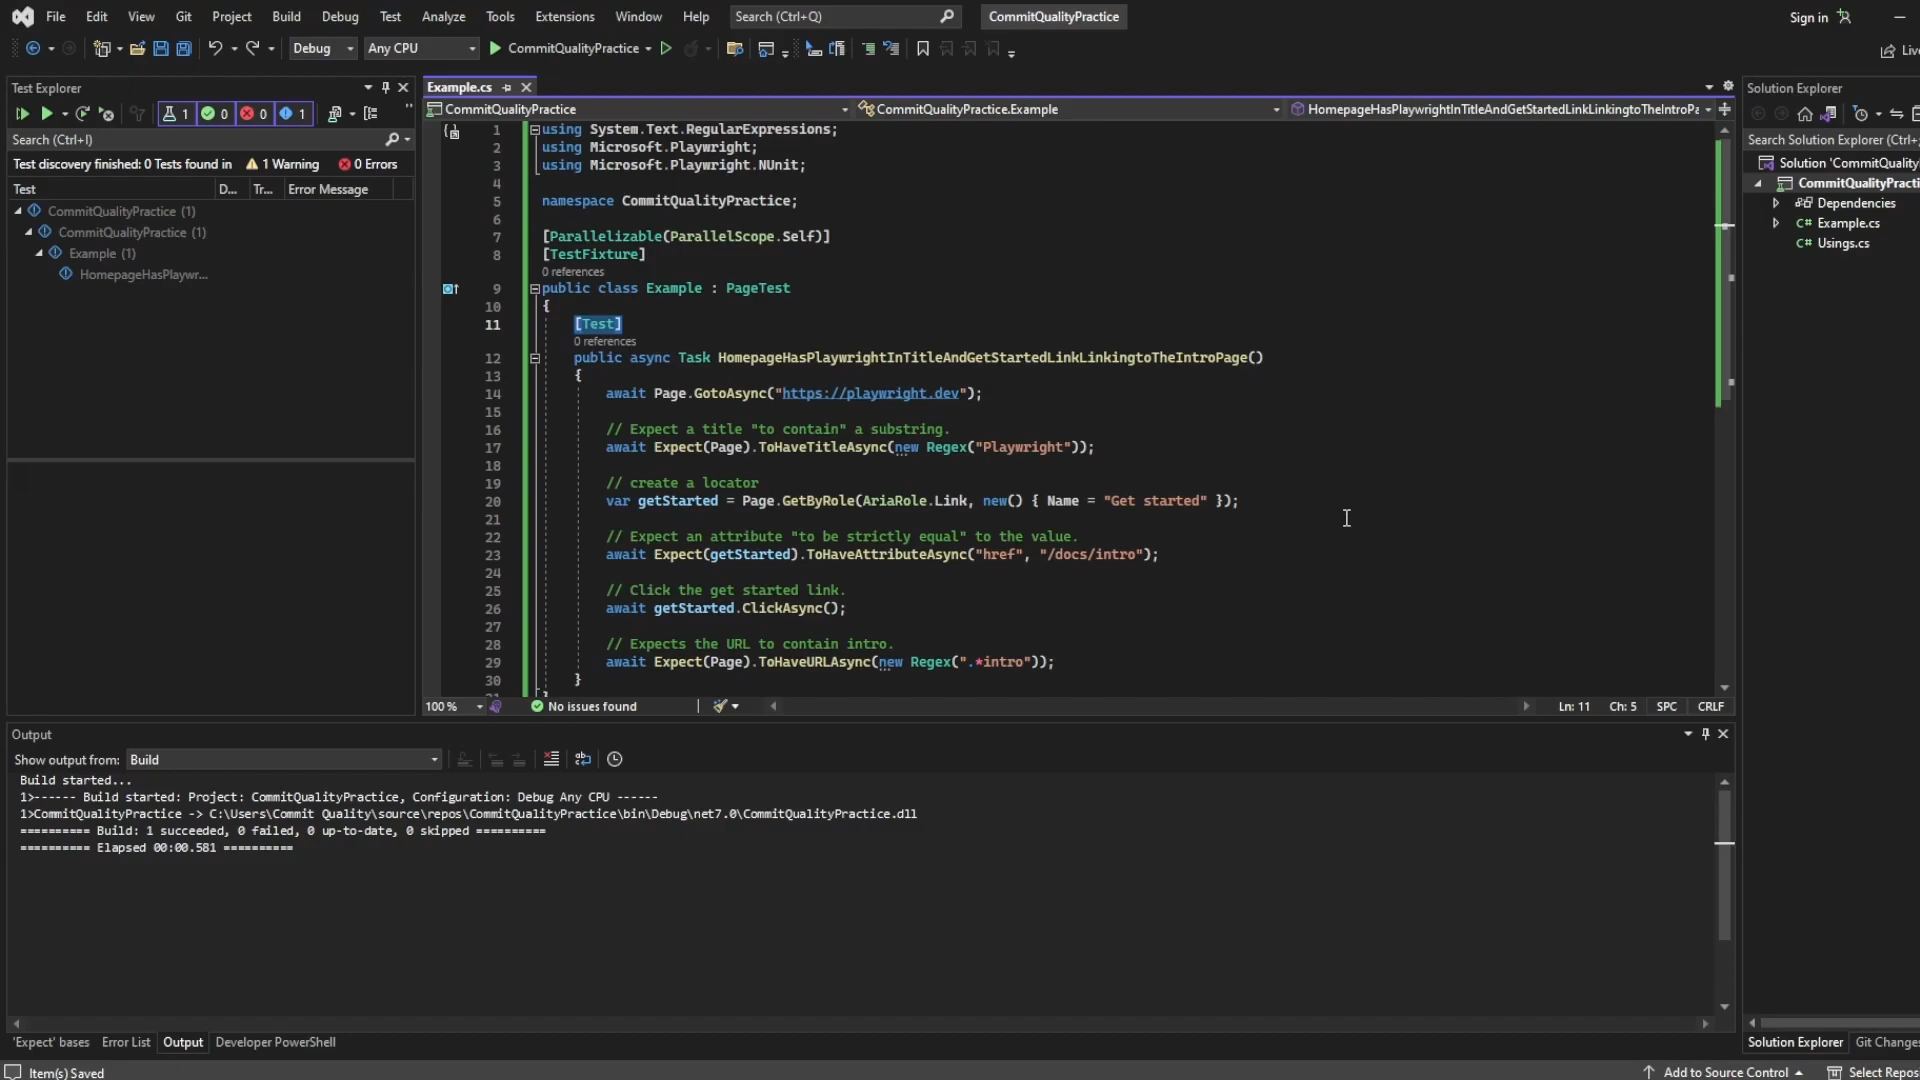 File Edit View Git Project Build Debug Test Analyze Tools Extensions Window Help Search (Ctrl+Q) CommitQualityPractice Sign in
Debug Any CPU CommitQualityPractice Live
Test Explorer
1 0 0 1
Search (Ctrl+I)
Test discovery finished: 0 Tests found in 1 Warning 0 Errors
Test D... Tr... Error Message
CommitQualityPractice (1)
CommitQualityPractice (1)
Example (1)
HomepageHasPlaywr...
Example.cs
CommitQualityPractice CommitQualityPractice.Example HomepageHasPlaywrightInTitleAndGetStartedLinkLinkingtoTheIntroPa
1 using System.Text.RegularExpressions;
2 using Microsoft.Playwright;
3 using Microsoft.Playwright.NUnit;
4
5 namespace CommitQualityPractice;
6
7 [Parallelizable(ParallelScope.Self)]
8 [TestFixture]
0 references
9 public class Example : PageTest
10 {
11 [Test]
0 references
12 public async Task HomepageHasPlaywrightInTitleAndGetStartedLinkLinkingtoTheIntroPage()
13 {
14 await Page.GotoAsync("https://playwright.dev");
15
16 // Expect a title "to contain" a substring.
17 await Expect(Page).ToHaveTitleAsync(new Regex("Playwright"));
18
19 // create a locator
20 var getStarted = Page.GetByRole(AriaRole.Link, new() { Name = "Get started" });
21
22 // Expect an attribute "to be strictly equal" to the value.
23 await Expect(getStarted).ToHaveAttributeAsync("href", "/docs/intro");
24
25 // Click the get started link.
26 await getStarted.ClickAsync();
27
28 // Expects the URL to contain intro.
29 await Expect(Page).ToHaveURLAsync(new Regex(".*intro"));
30 }
100 % No issues found Ln: 11 Ch: 5 SPC CRLF
Solution Explorer
Search Solution Explorer (Ctrl+;
Solution 'CommitQuality
CommitQualityPracti
Dependencies
C# Example.cs
C# Usings.cs
Output
Show output from: Build
Build started...
1>------ Build started: Project: CommitQualityPractice, Configuration: Debug Any CPU ------
1>CommitQualityPractice -> C:\Users\Commit Quality\source\repos\CommitQualityPractice\bin\Debug\net7.0\CommitQualityPractice.dll
========== Build: 1 succeeded, 0 failed, 0 up-to-date, 0 skipped ==========
========== Elapsed 00:00.581 ==========
'Expect' bases Error List Output Developer PowerShell
Solution Explorer Git Changes
Item(s) Saved Add to Source Control Select Repos